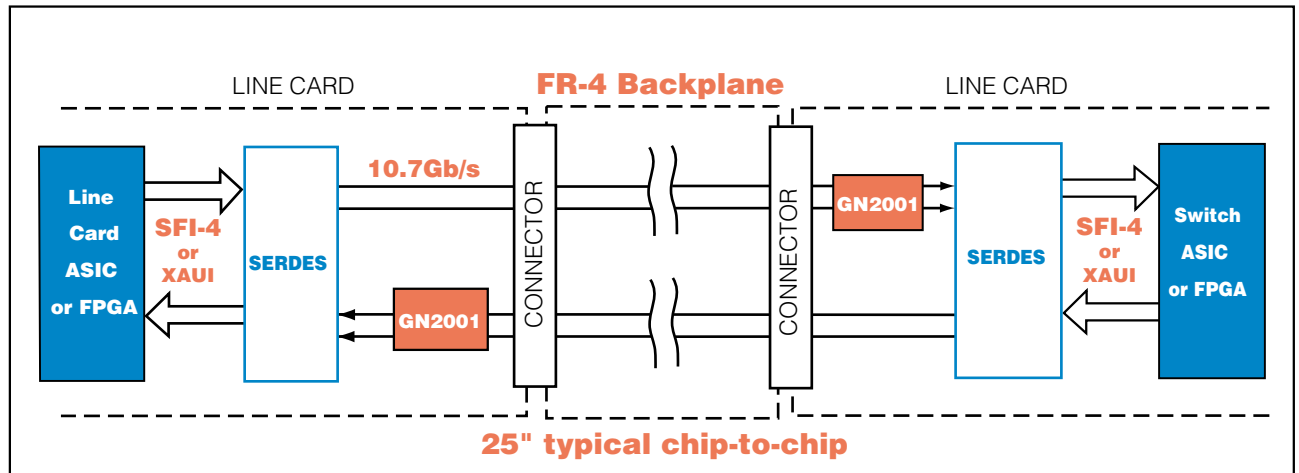 LINE CARD
FR-4 Backplane
LINE CARD
Line
Card
ASIC
or FPGA
SFI-4
or
XAUI
SERDES
10.7Gb/s
GN2001
CONNECTOR
CONNECTOR
GN2001
SERDES
SFI-4
or
XAUI
Switch
ASIC
or FPGA
25" typical chip-to-chip